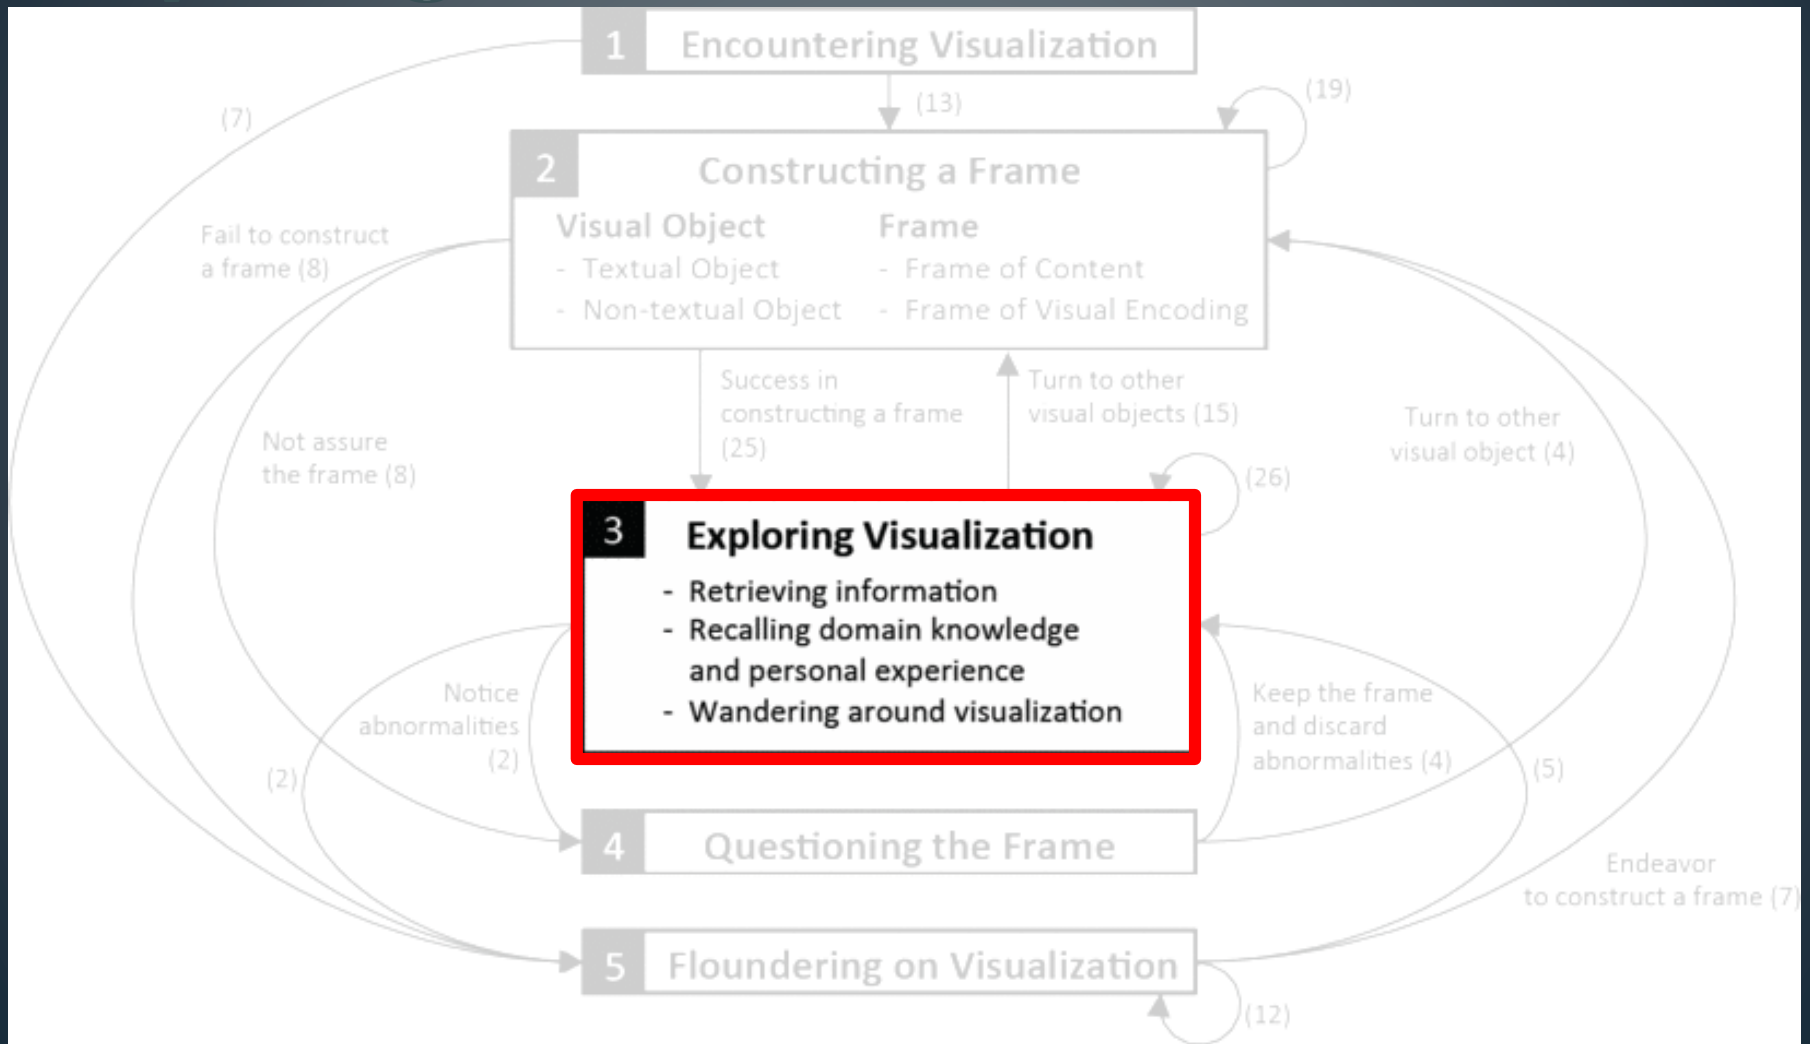 1 Encountering Visualization
(13)
(19)
(7)
2 Constructing a Frame
Visual Object
- Textual Object
- Non-textual Object
Frame
- Frame of Content
- Frame of Visual Encoding
Fail to construct
a frame (8)
Not assure
the frame (8)
Success in
constructing a frame
(25)
Turn to other
visual objects (15)
Turn to other
visual object (4)
(26)
3 Exploring Visualization
- Retrieving information
- Recalling domain knowledge
and personal experience
- Wandering around visualization
Notice
abnormalities
(2)
(2)
Keep the frame
and discard
abnormalities (4)
(5)
4 Questioning the Frame
Endeavor
to construct a frame (7)
5 Floundering on Visualization
(12)